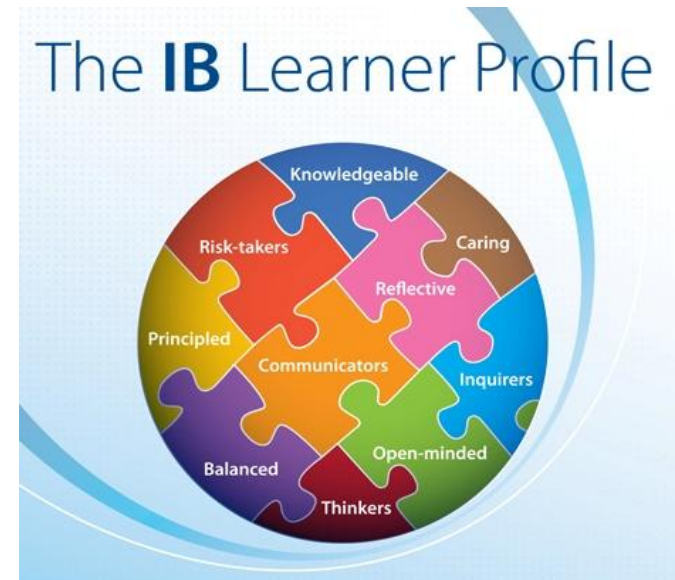 The IB Learner Profile
Knowledgeable
Caring
Risk-takers
Reflective
Principled
Communicators
Inquirers
Open-minded
Balanced
Thinkers